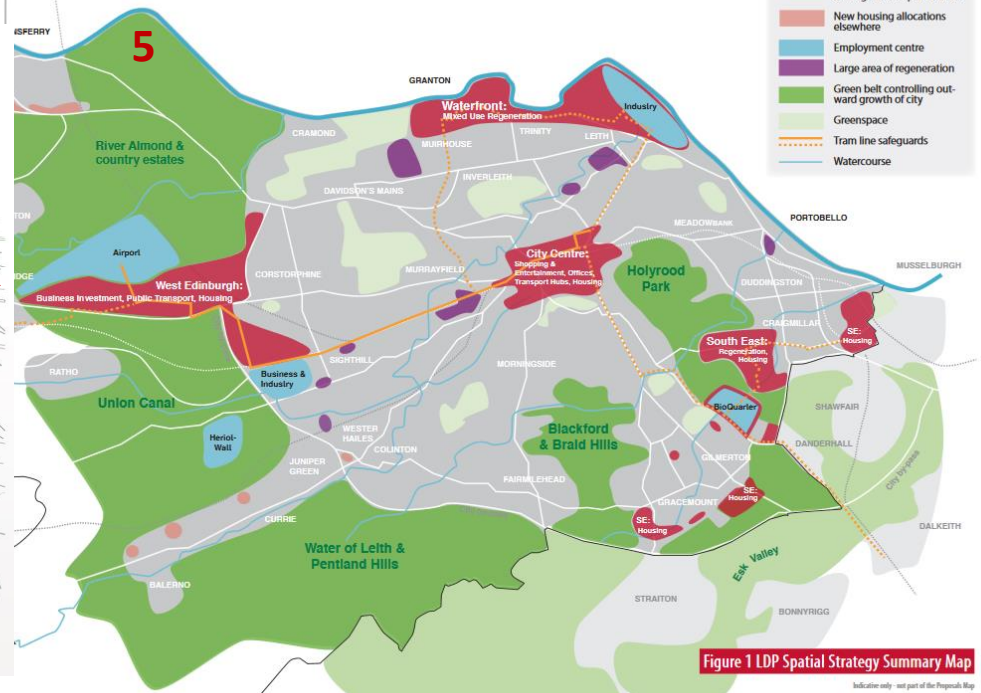 New housing allocations
elsewhere
Employment centre
Large area of regeneration
Green belt controlling out-
ward growth of city
Greenspace
Tram line safeguards
Watercourse
5
NSFERRY
GRANTON
Waterfront:
Mixed Use Regeneration
Industry
CRAMOND
TRINITY
LEITH
MUIRHOUSE
River Almond &
country estates
INVERLEITH
DAVIDSON'S MAINS
TON
MEADOWBANK
PORTOBELLO
Airport
City Centre:
Shopping &
Entertainment, Offices,
Transport Hubs, Housing
MURRAYFIELD
CORSTORPHINE
Holyrood
Park
MUSSELBURGH
DGE
West Edinburgh:
Business Investment, Public Transport, Housing
DUDDINGSTON
CRAIGMILLAR
SE:
Housing
South East:
Regeneration,
Housing
SIGHTHILL
MORNINGSIDE
RATHO
Business &
Industry
Union Canal
BioQuarter
SHAWFAIR
Heriot-
Watt
WESTER
HAILES
COLINTON
Blackford
& Braid Hills
DANDERHALL
JUNIPER
GREEN
GILMERTON
City by-pass
FAIRMILEHEAD
SE:
Housing
GRACEMOUNT
CURRIE
SE:
Housing
DALKEITH
Water of Leith &
Pentland Hills
Esk Valley
BALERNO
STRAITON
BONNYRIGG
Figure 1 LDP Spatial Strategy Summary Map
Indicative only - not part of the Proposals Map